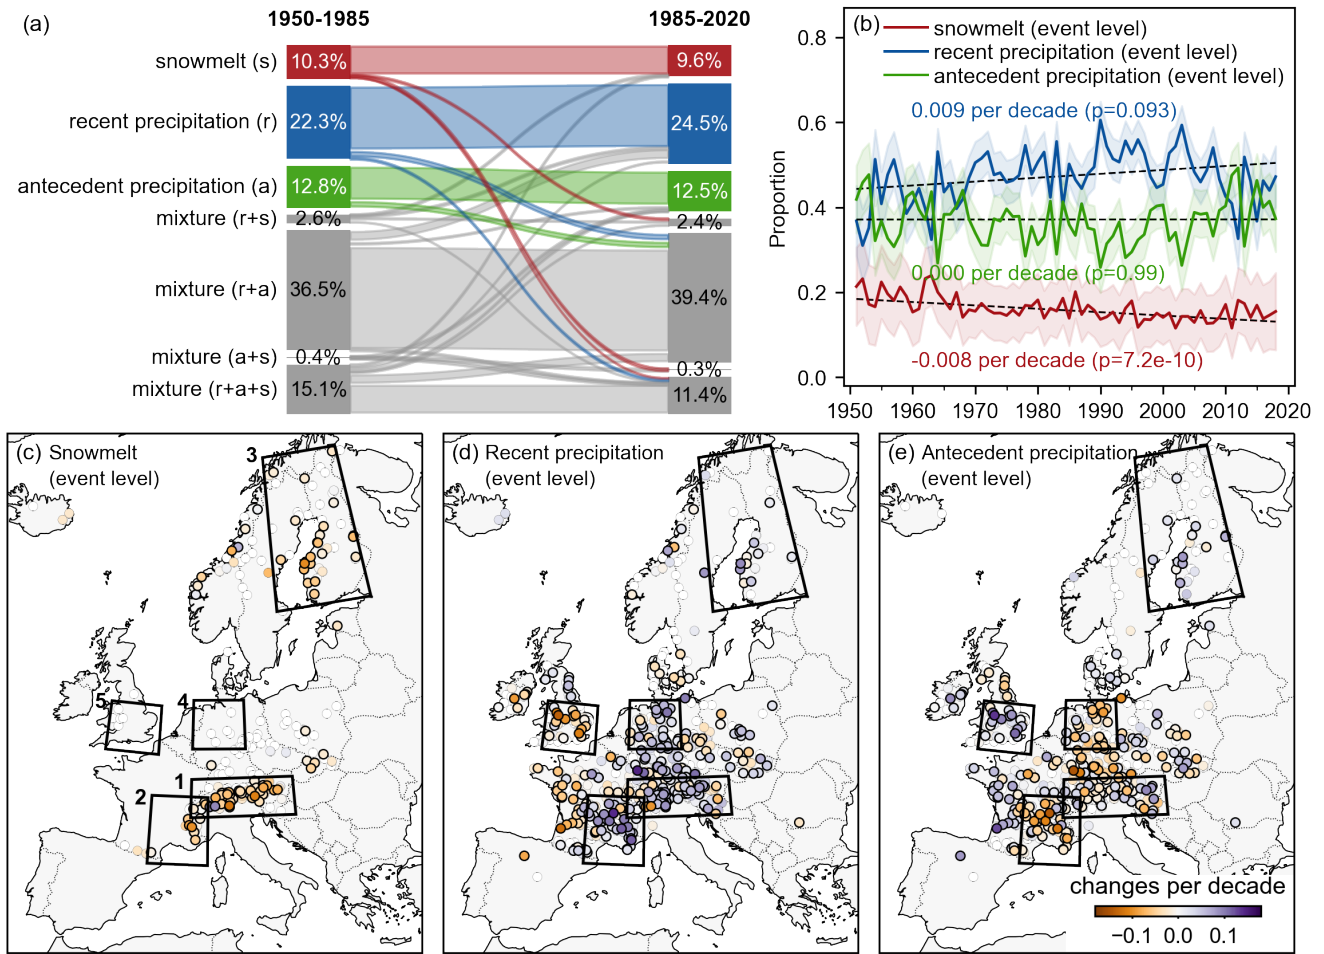 (a)
1950-1985
1985-2020
snowmelt (s)
10.3%
9.6%
recent precipitation (r)
22.3%
24.5%
antecedent precipitation (a)
12.8%
12.5%
mixture (r+s)
2.6%
2.4%
mixture (r+a)
36.5%
39.4%
mixture (a+s)
0.4%
0.3%
mixture (r+a+s)
15.1%
11.4%
(b)
snowmelt (event level)
recent precipitation (event level)
antecedent precipitation (event level)
0.009 per decade (p=0.093)
0.000 per decade (p=0.99)
-0.008 per decade (p=7.2e-10)
Proportion
0.8
0.6
0.4
0.2
0.0
1950 1960 1970 1980 1990 2000 2010 2020
(c) Snowmelt
(event level)
3
5
4
1
2
(d) Recent precipitation
(event level)
(e) Antecedent precipitation
(event level)
changes per decade
−0.1 0.0 0.1